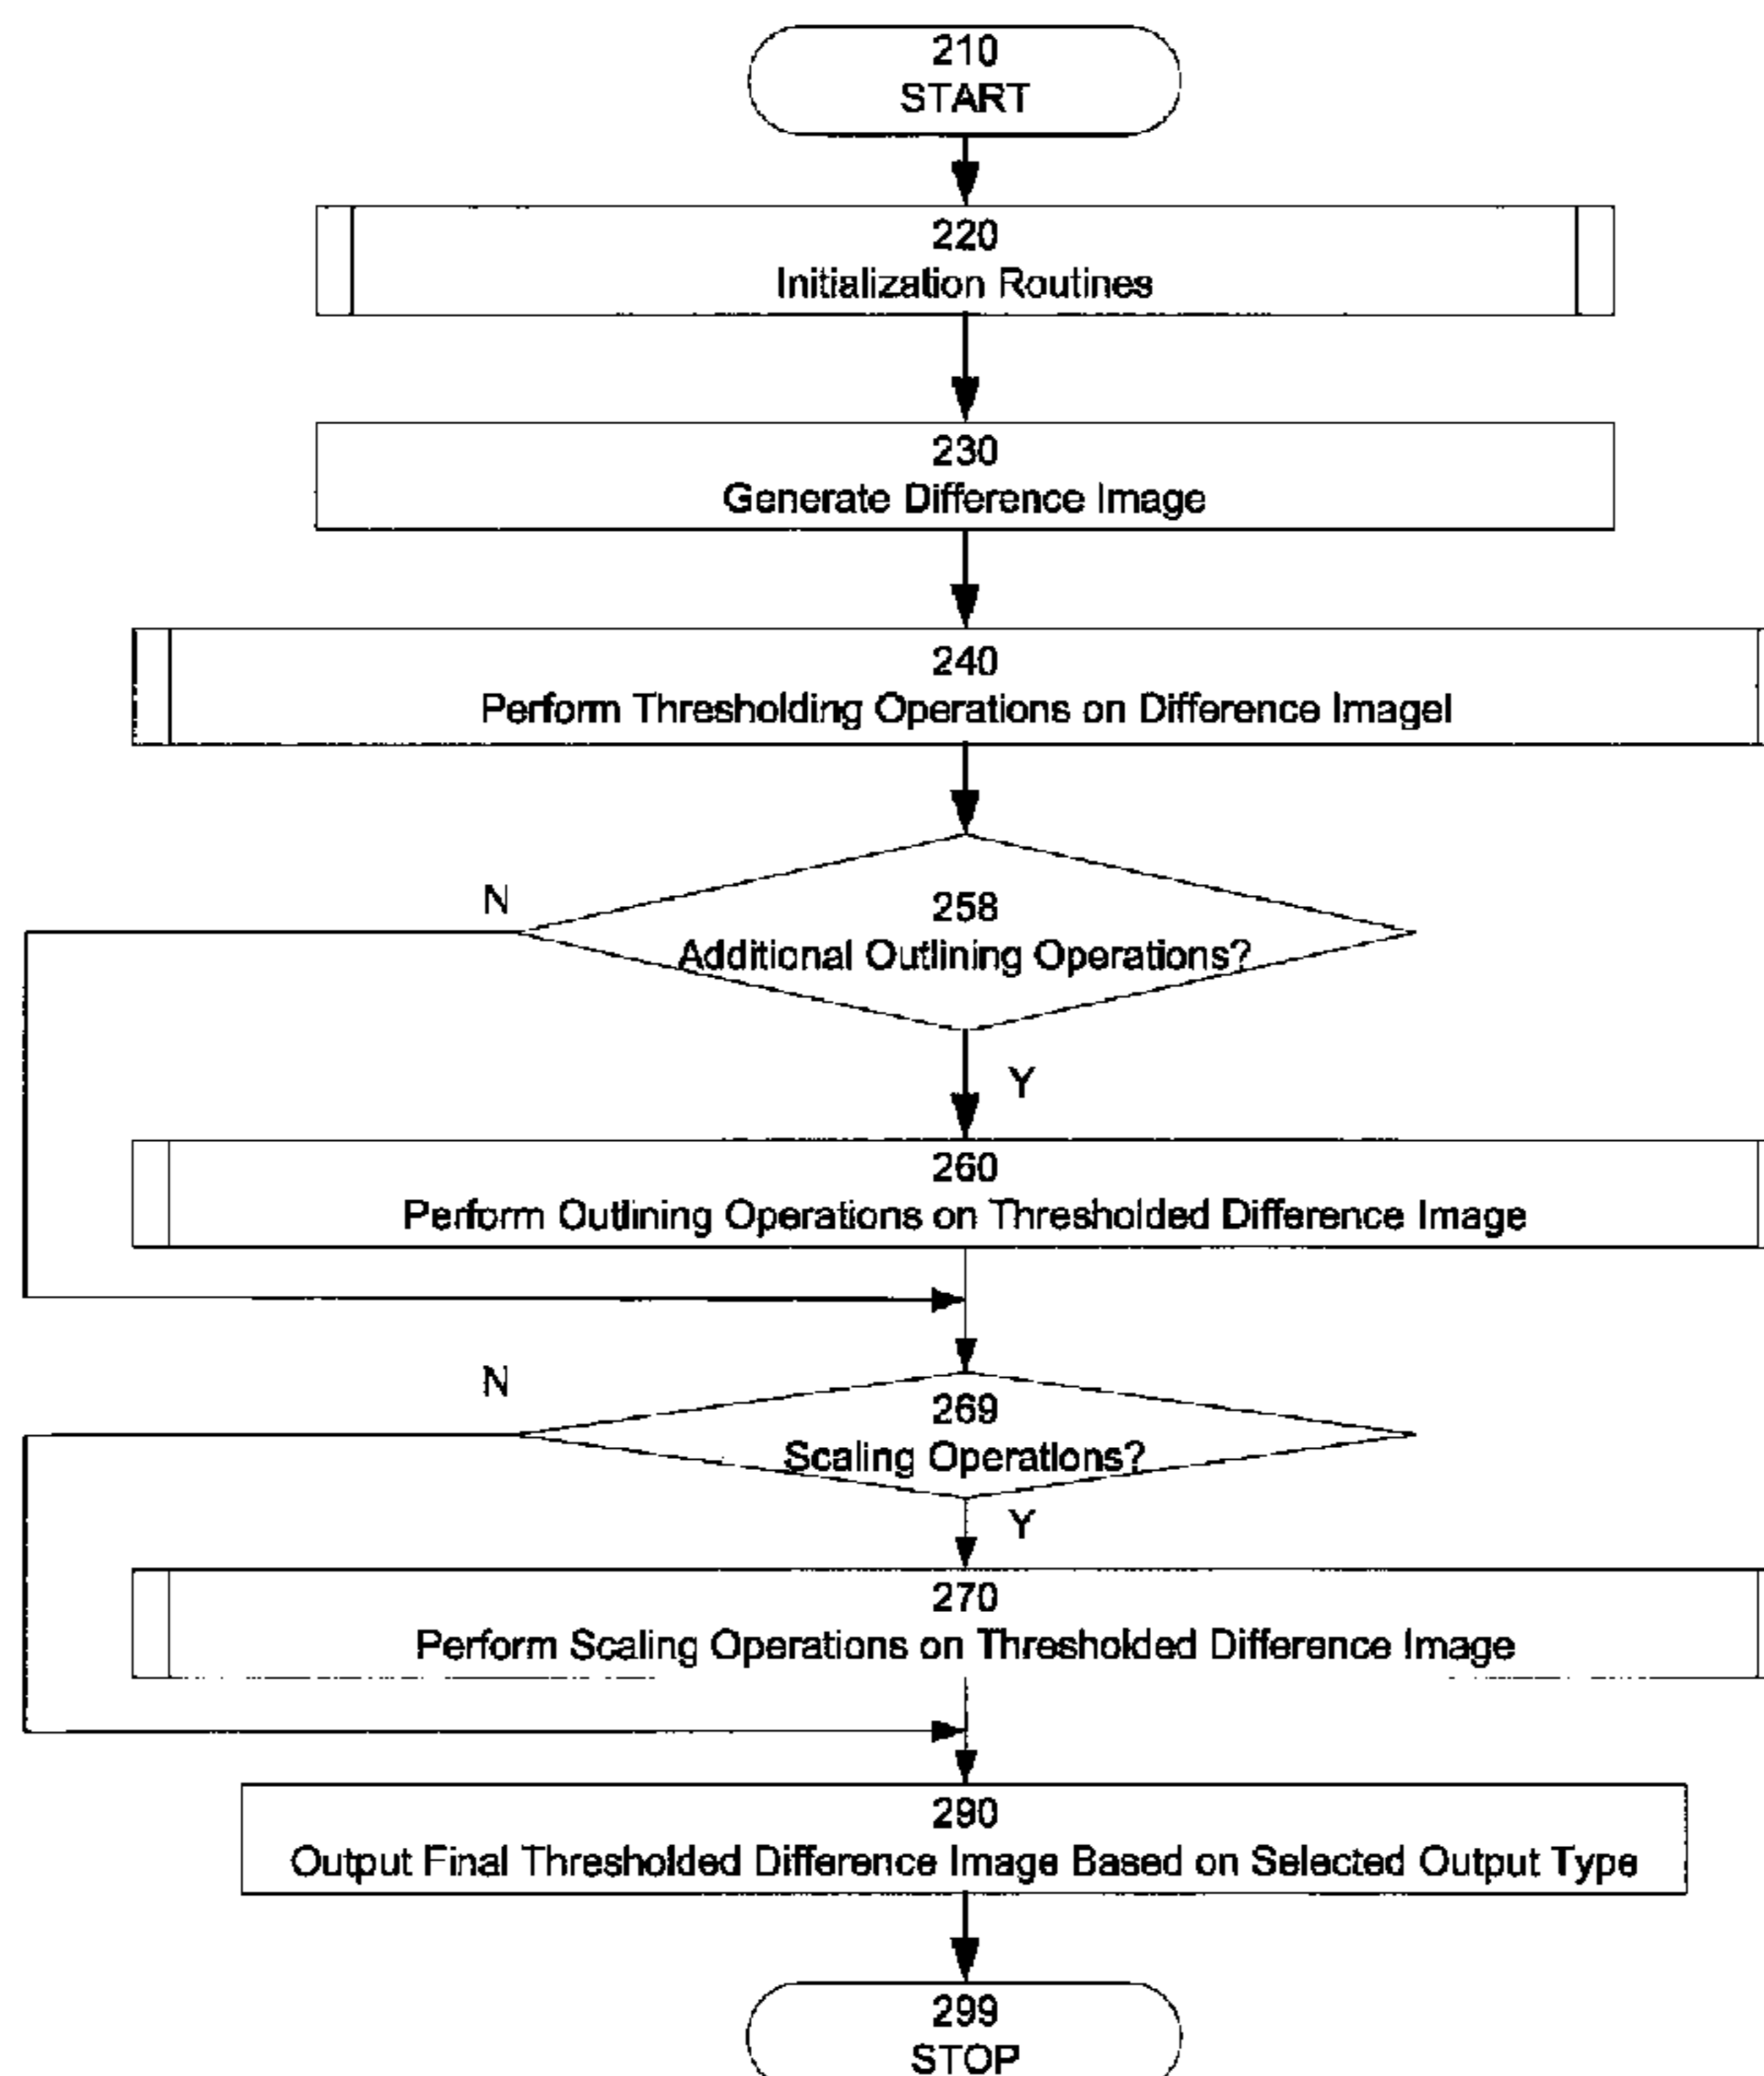 210
START
220
Initialization Routines
230
Generate Difference Image
240
Perform Thresholding Operations on Difference Imagel
N
258
Additional Outlining Operations?
Y
260
Perform Outlining Operations on Thresholded Difference Image
N
269
Scaling Operations?
Y
270
Perform Scaling Operations on Thresholded Difference Image
290
Output Final Thresholded Difference Image Based on Selected Output Type
299
STOP